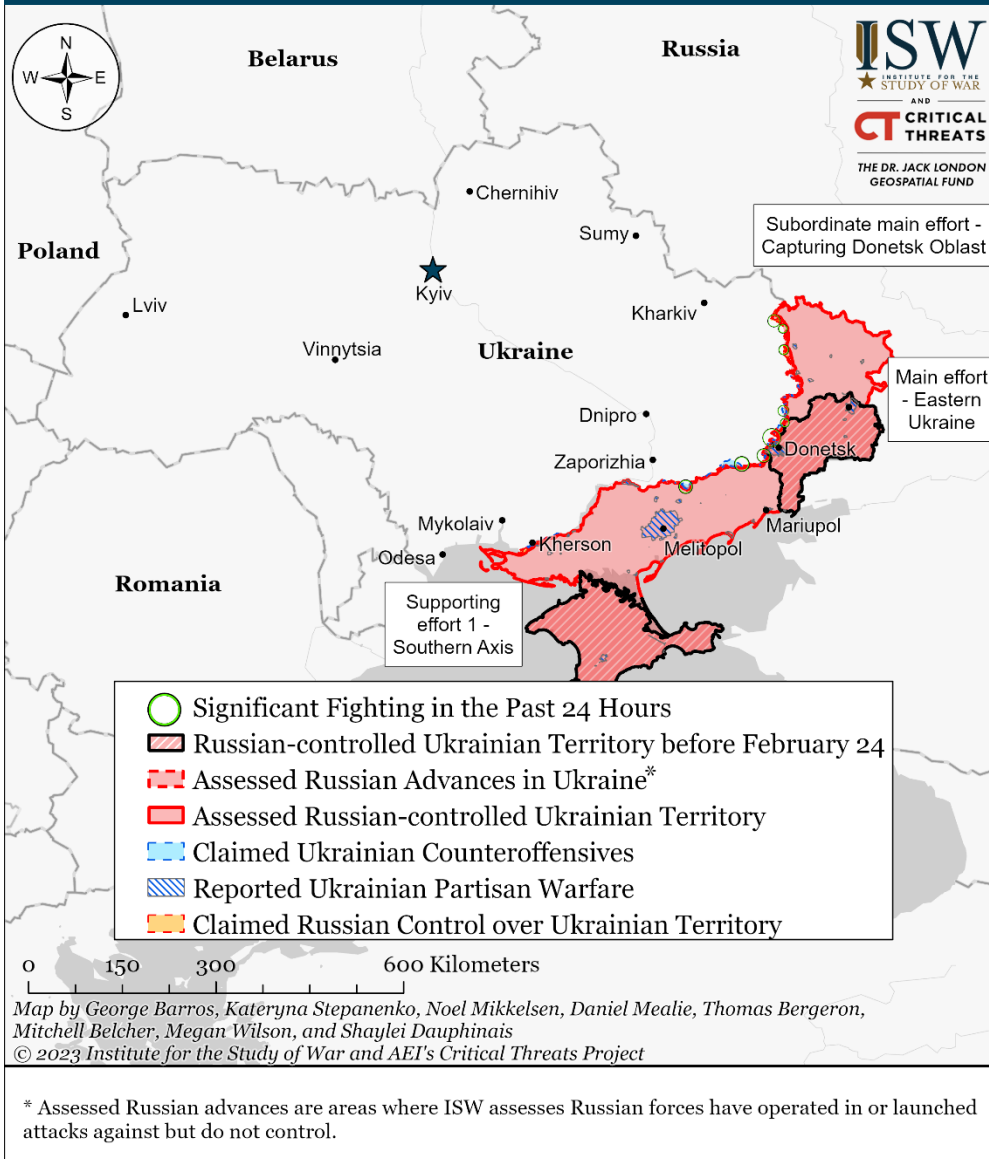 N
W
E
S
Belarus
Russia
ISW
INSTITUTE FOR THE
STUDY OF WAR
AND
CT CRITICAL
THREATS
THE DR. JACK LONDON
GEOSPATIAL FUND
Chernihiv
Subordinate main effort -
Capturing Donetsk Oblast
Sumy
Poland
Kyiv
Lviv
Kharkiv
Vinnytsia
Ukraine
Main effort
- Eastern
Ukraine
Dnipro
Donetsk
Zaporizhia
Mykolaiv
Mariupol
Kherson
Melitopol
Odesa
Romania
Supporting
effort 1 -
Southern Axis
Significant Fighting in the Past 24 Hours
Russian-controlled Ukrainian Territory before February 24
Assessed Russian Advances in Ukraine*
Assessed Russian-controlled Ukrainian Territory
Claimed Ukrainian Counteroffensives
Reported Ukrainian Partisan Warfare
Claimed Russian Control over Ukrainian Territory
0 150 300 600 Kilometers
Map by George Barros, Kateryna Stepanenko, Noel Mikkelsen, Daniel Mealie, Thomas Bergeron,
Mitchell Belcher, Megan Wilson, and Shaylei Dauphinais
© 2023 Institute for the Study of War and AEI's Critical Threats Project
* Assessed Russian advances are areas where ISW assesses Russian forces have operated in or launched
attacks against but do not control.